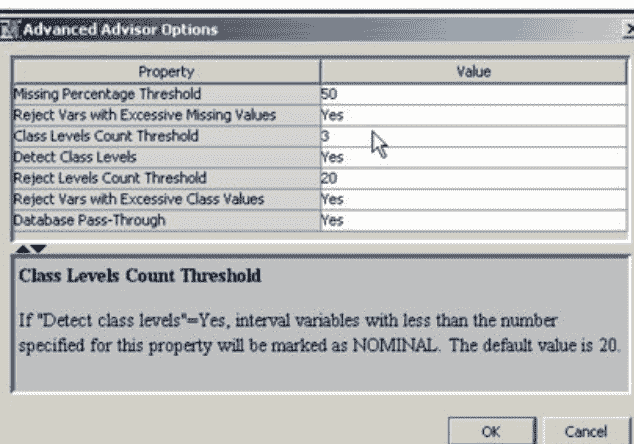 Advanced Advisor Options
Property Value
Missing Percentage Threshold 50
Reject Vars with Excessive Missing Values Yes
Class Levels Count Threshold 3
Detect Class Levels Yes
Reject Levels Count Threshold 20
Reject Vars with Excessive Class Values Yes
Database Pass-Through Yes
Class Levels Count Threshold
If "Detect class levels"=Yes, interval variables with less than the number
specified for this property will be marked as NOMINAL. The default value is 20.
OK Cancel